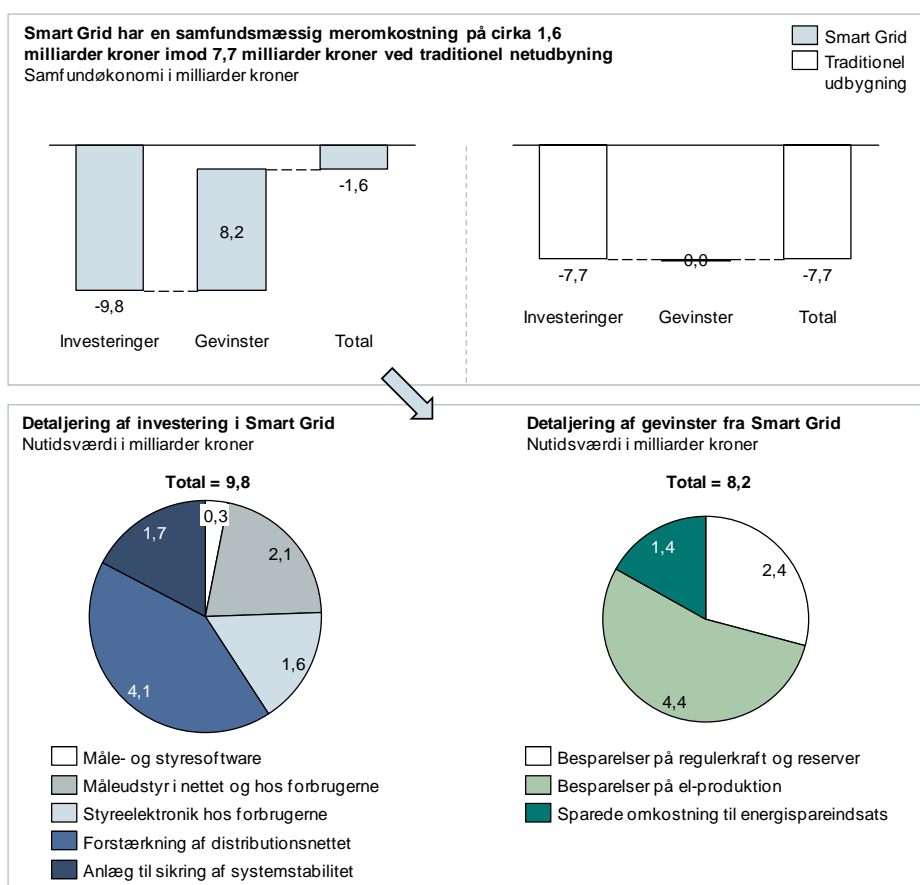 Smart Grid har en samfundsmæssig meromkostning på cirka 1,6
milliarder kroner imod 7,7 milliarder kroner ved traditionel netudbyning
Samfundøkonomi i milliarder kroner
Smart Grid
Traditionel
udbygning
-9,8
8,2
-1,6
Investeringer
Gevinster
Total
-7,7
0,0
-7,7
Investeringer
Gevinster
Total
Detaljering af investering i Smart Grid
Nutidsværdi i milliarder kroner
Total = 9,8
0,3
2,1
1,6
4,1
1,7
Måle- og styresoftware
Måleudstyr i nettet og hos forbrugerne
Styreelektronik hos forbrugerne
Forstærkning af distributionsnettet
Anlæg til sikring af systemstabilitet
Detaljering af gevinster fra Smart Grid
Nutidsværdi i milliarder kroner
Total = 8,2
2,4
4,4
1,4
Besparelser på regulerkraft og reserver
Besparelser på el-produktion
Sparede omkostning til energispareindsats